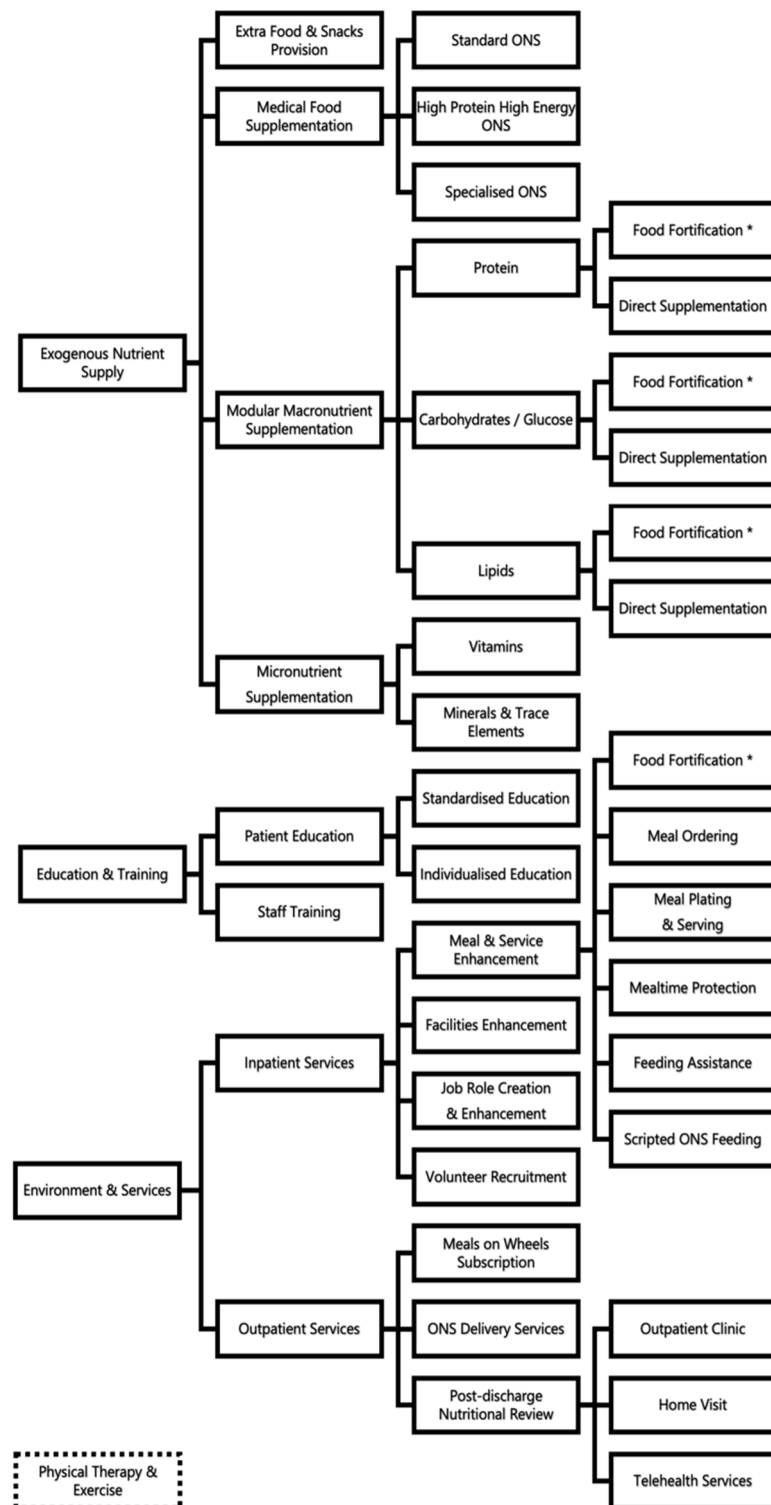 Extra Food & Snacks
Provision
Standard ONS
Medical Food
Supplementation
High Protein High Energy
ONS
Specialised ONS
Food Fortification *
Protein
Direct Supplementation
Exogenous Nutrient
Supply
Food Fortification *
Modular Macronutrient
Supplementation
Carbohydrates / Glucose
Direct Supplementation
Food Fortification *
Lipids
Direct Supplementation
Vitamins
Micronutrient
Supplementation
Minerals & Trace
Elements
Food Fortification *
Standardised Education
Patient Education
Meal Ordering
Education & Training
Individualised Education
Staff Training
Meal Plating
& Serving
Meal & Service
Enhancement
Mealtime Protection
Facilities Enhancement
Inpatient Services
Feeding Assistance
Job Role Creation
& Enhancement
Scripted ONS Feeding
Environment & Services
Volunteer Recruitment
Meals on Wheels
Subscription
Outpatient Services
ONS Delivery Services
Outpatient Clinic
Post-discharge
Nutritional Review
Home Visit
Physical Therapy &
Exercise
Telehealth Services